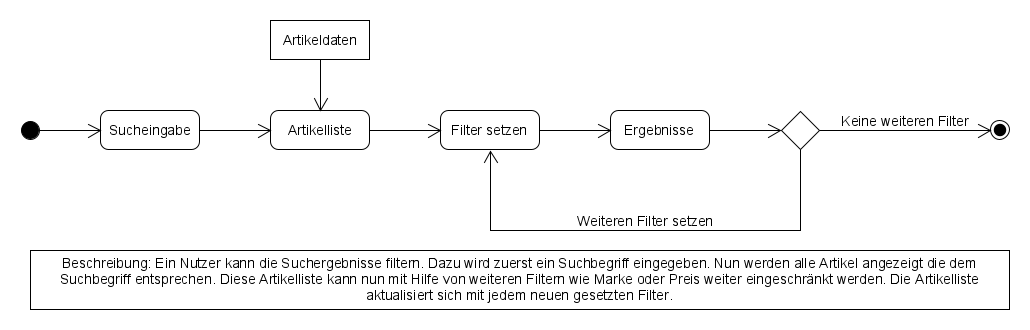 Artikeldaten
Sucheingabe
Artikelliste
Filter setzen
Ergebnisse
Keine weiteren Filter
Weiteren Filter setzen
Beschreibung: Ein Nutzer kann die Suchergebnisse filtern. Dazu wird zuerst ein Suchbegriff eingegeben. Nun werden alle Artikel angezeigt die dem
Suchbegriff entsprechen. Diese Artikelliste kann nun mit Hilfe von weiteren Filtern wie Marke oder Preis weiter eingeschränkt werden. Die Artikelliste
aktualisiert sich mit jedem neuen gesetzten Filter.